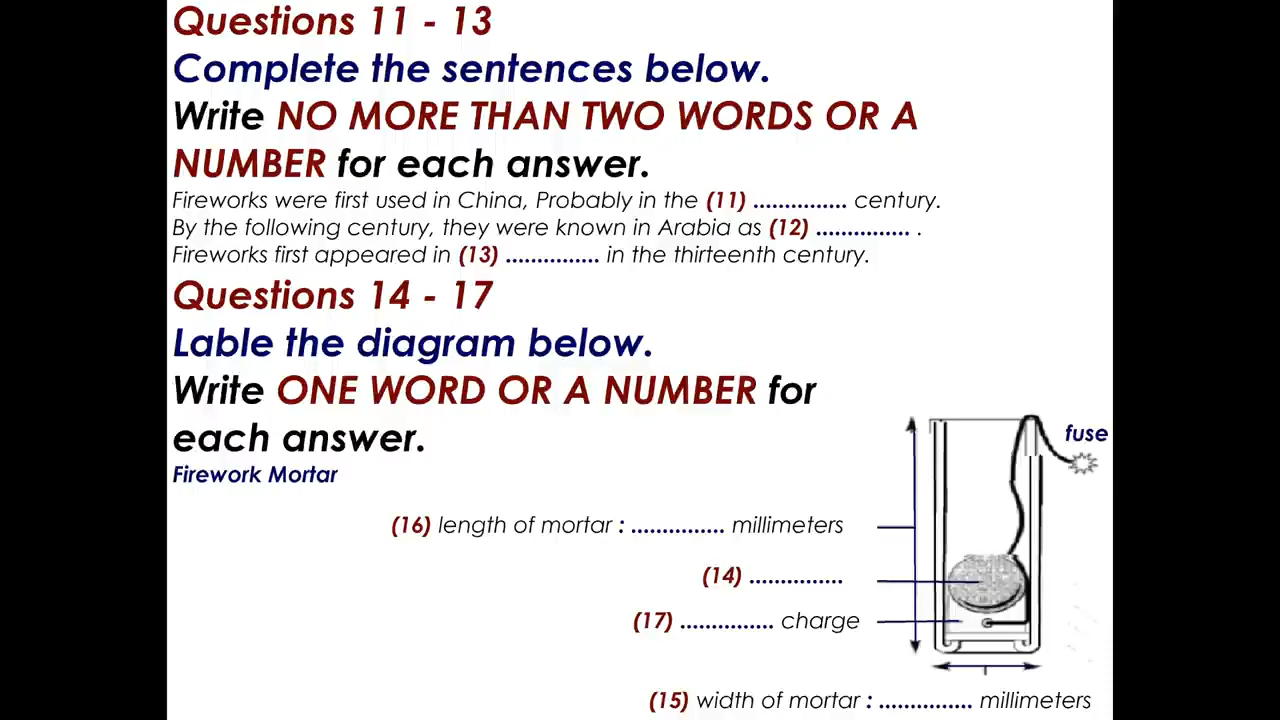 Questions 11 - 13
Complete the sentences below.
Write NO MORE THAN TWO WORDS OR A
NUMBER for each answer.
Fireworks were first used in China, Probably in the (11) ............... century.
By the following century, they were known in Arabia as (12) ............... .
Fireworks first appeared in (13) ............... in the thirteenth century.
Questions 14 - 17
Lable the diagram below.
Write ONE WORD OR A NUMBER for
each answer.
fuse
Firework Mortar
(16) length of mortar : ............... millimeters
(14) ...............
(17) ............... charge
(15) width of mortar : ............... millimeters